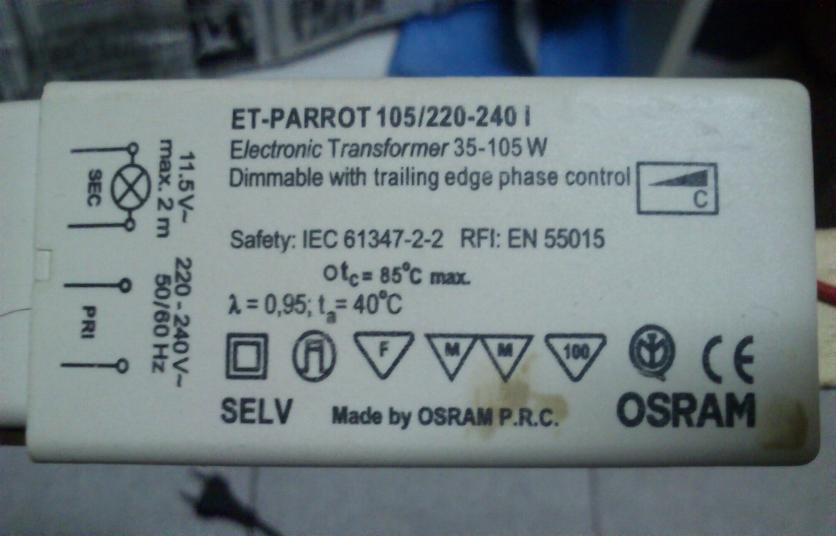 ET-PARROT 105/220-240 I
Electronic Transformer 35-105 W
Dimmable with trailing edge phase control
C
Safety: IEC 61347-2-2 RFI: EN 55015
tc = 85°C max.
λ = 0,95; ta = 40°C
F M M 100 CE
SELV Made by OSRAM P.R.C. OSRAM
SEC
11.5 V~
max. 2 m
PRI
220 - 240 V~
50/60 Hz